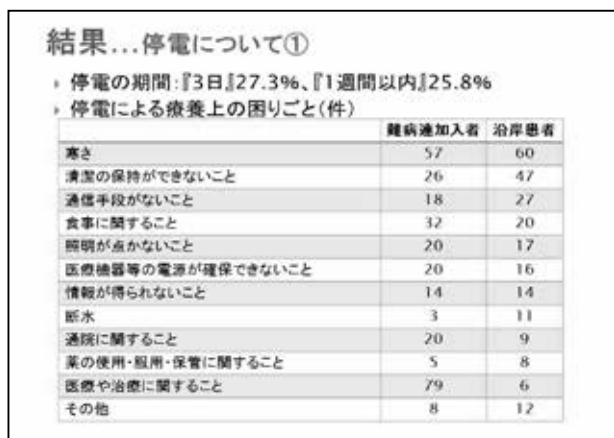 結果...停電について①
停電の期間:『3日』27.3%、『1週間以内』25.8%
停電による療養上の困りごと(件)
難病連加入者 沿岸患者
寒さ 57 60
清潔の保持ができないこと 26 47
通信手段がないこと 18 27
食事に関すること 32 20
照明が点かないこと 20 17
医療機器等の電源が確保できないこと 20 16
情報が得られないこと 14 14
断水 3 11
通院に関すること 20 9
薬の使用・服用・保管に関すること 5 8
医療や治療に関すること 79 6
その他 8 12